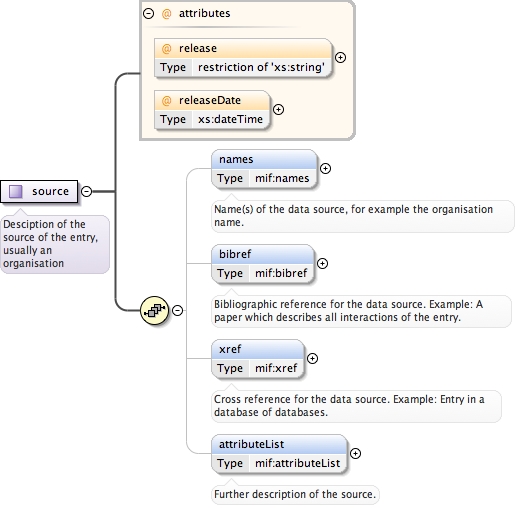 @ attributes
@ release
Type restriction of 'xs:string'
@ releaseDate
Type xs:dateTime
source
Desciption of the
source of the entry,
usually an
organisation
names
Type mif:names
Name(s) of the data source, for example the organisation
name.
bibref
Type mif:bibref
Bibliographic reference for the data source. Example: A
paper which describes all interactions of the entry.
xref
Type mif:xref
Cross reference for the data source. Example: Entry in a
database of databases.
attributeList
Type mif:attributeList
Further description of the source.